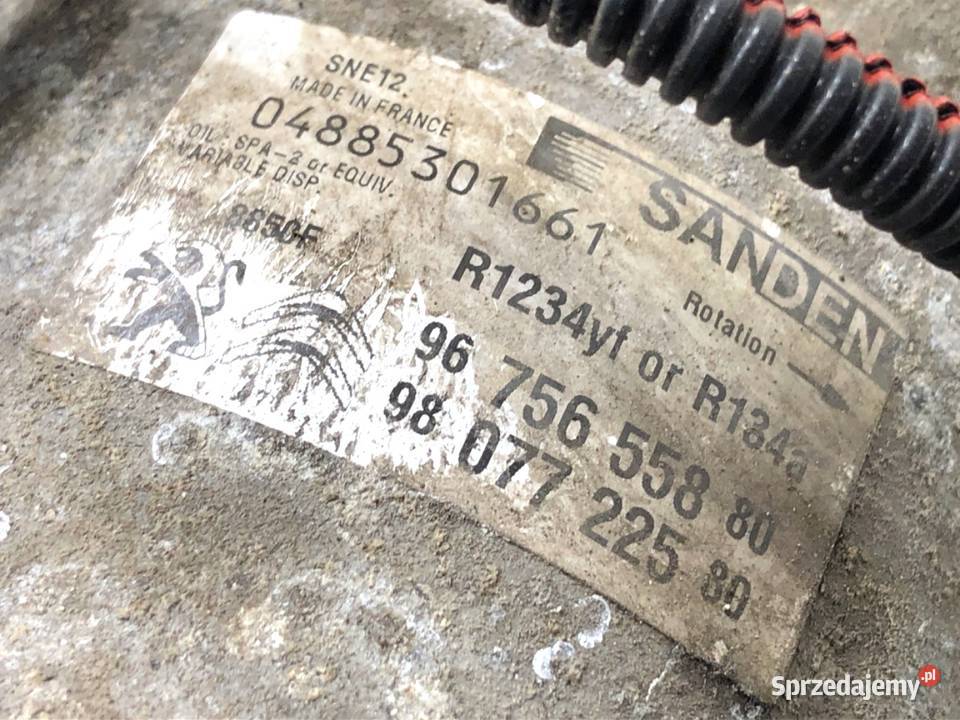 SNE12.
MADE IN FRANCE
04885301661
OIL : SPA-2 or EQUIV.
VARIABLE DISP.
SANDEN
Rotation
R1234yf or R134a
96 756 558 80
98 077 225 80
Sprzedajemy.pl